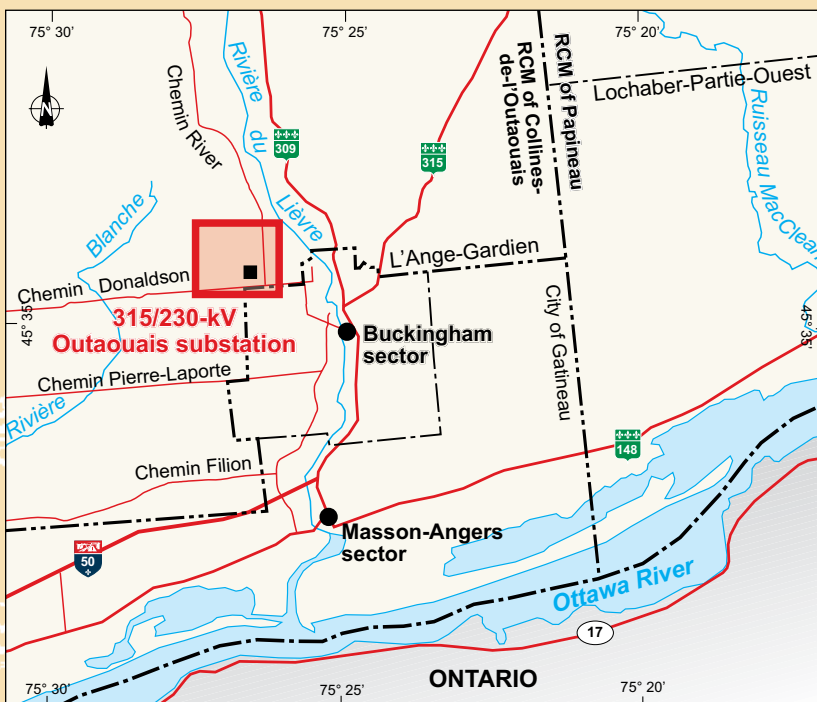 75° 30’
75° 25’
75° 20’
N
Chemin River
Rivière du Lièvre
309
315
RCM of Collines-
de-l’Outaouais
RCM of Papineau
Lochaber-Partie-Ouest
Ruisseau MacClean
Rivière Blanche
L’Ange-Gardien
Chemin Donaldson
315/230-kV
Outaouais substation
Buckingham
sector
City of Gatineau
45° 35’
45° 35’
Chemin Pierre-Laporte
Chemin Filion
148
Masson-Angers
sector
50
Ottawa River
17
ONTARIO
75° 30’
75° 25’
75° 20’